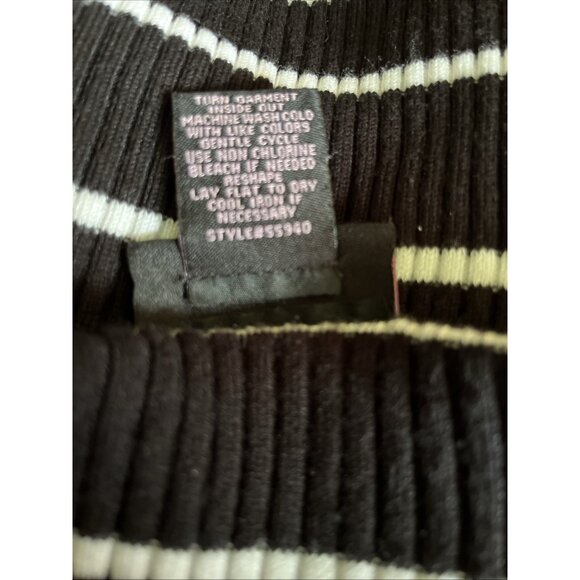 TURN GARMENT
INSIDE OUT
MACHINE WASH COLD
WITH LIKE COLORS
GENTLE CYCLE
USE NON CHLORINE
BLEACH IF NEEDED
RESHAPE
LAY FLAT TO DRY
COOL IRON IF
NECESSARY
STYLE#55940